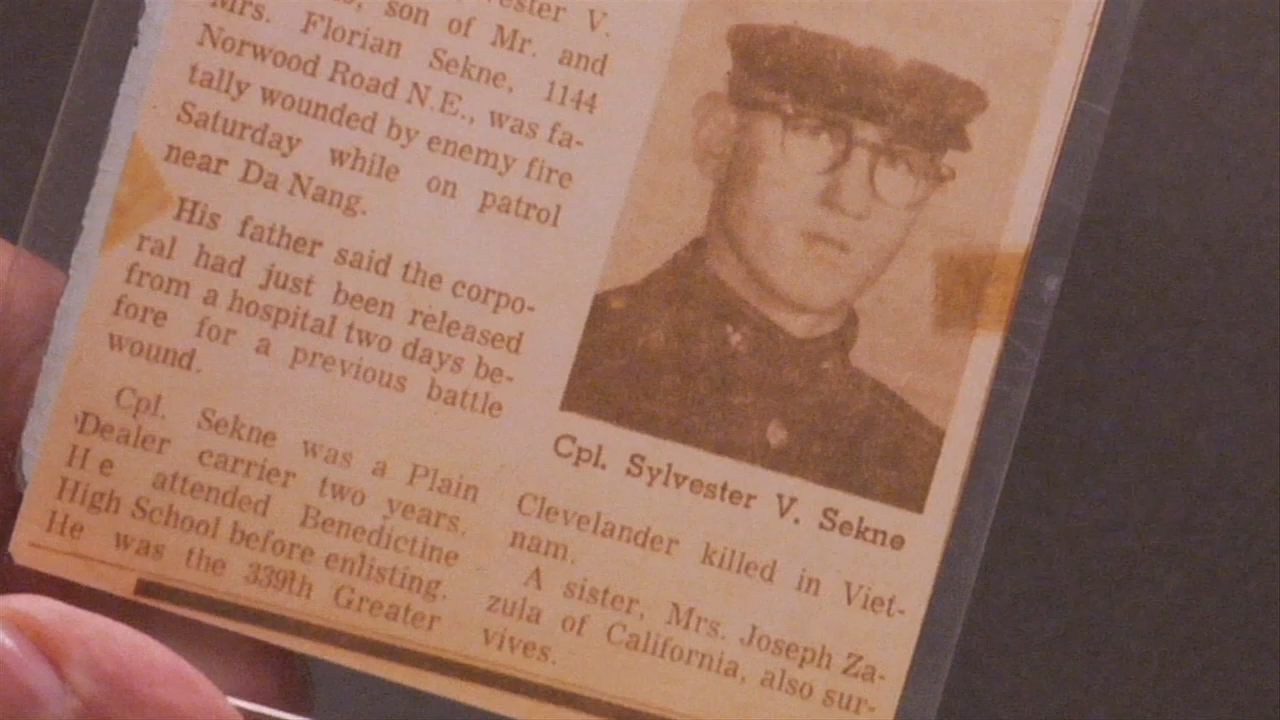 ester V.
son of Mr. and
Mrs. Florian Sekne, 1144
Norwood Road N.E., was fa-
tally wounded by enemy fire
Saturday while on patrol
near Da Nang.
His father said the corpo-
ral had just been released
from a hospital two days be-
fore for a previous battle
wound.
Cpl. Sekne was a Plain
Dealer carrier two years.
He attended Benedictine
High School before enlisting.
He was the 339th Greater
Cpl. Sylvester V. Sekne
Clevelander killed in Viet-
nam.
A sister, Mrs. Joseph Za-
zula of California, also sur-
vives.